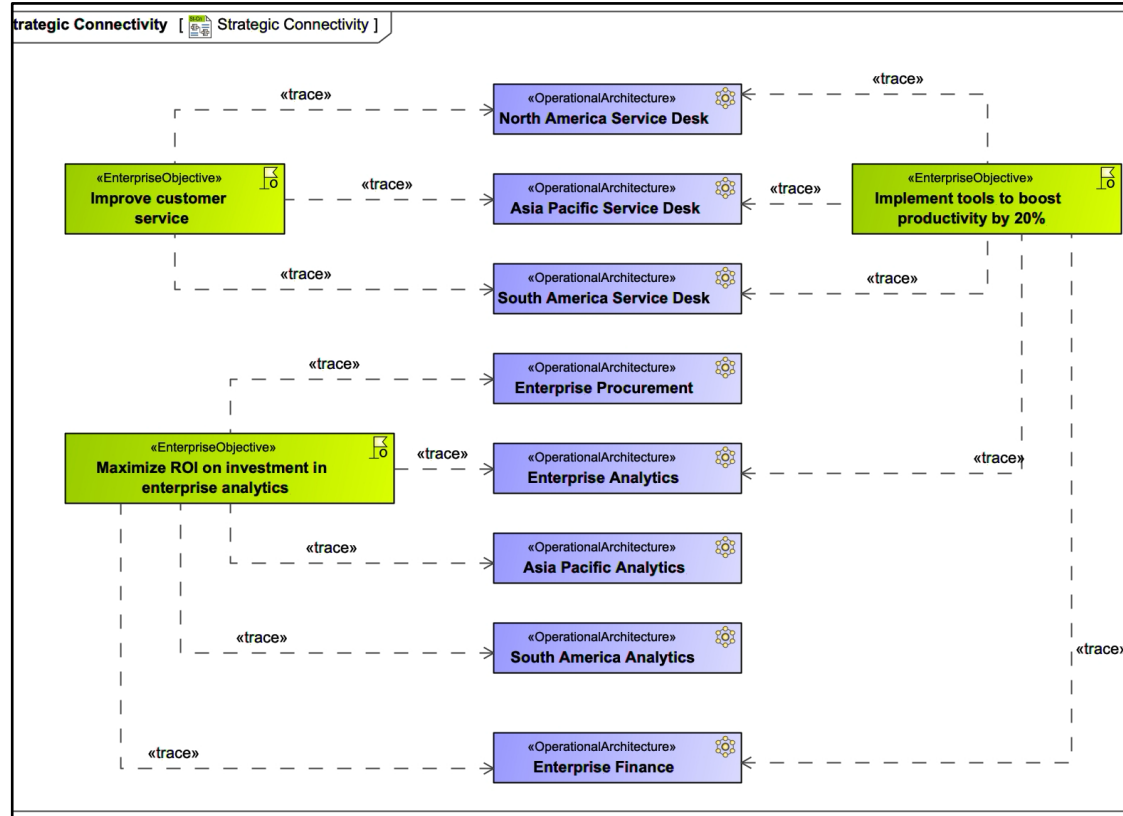 trategic Connectivity [ Strategic Connectivity ]
«trace»
«OperationalArchitecture»
North America Service Desk
«trace»
«EnterpriseObjective»
Improve customer
service
«trace»
«OperationalArchitecture»
Asia Pacific Service Desk
«trace»
«EnterpriseObjective»
Implement tools to boost
productivity by 20%
«trace»
«OperationalArchitecture»
South America Service Desk
«trace»
«trace»
«OperationalArchitecture»
Enterprise Procurement
«EnterpriseObjective»
Maximize ROI on investment in
enterprise analytics
«trace»
«OperationalArchitecture»
Enterprise Analytics
«trace»
«trace»
«OperationalArchitecture»
Asia Pacific Analytics
«trace»
«OperationalArchitecture»
South America Analytics
«trace»
«trace»
«OperationalArchitecture»
Enterprise Finance